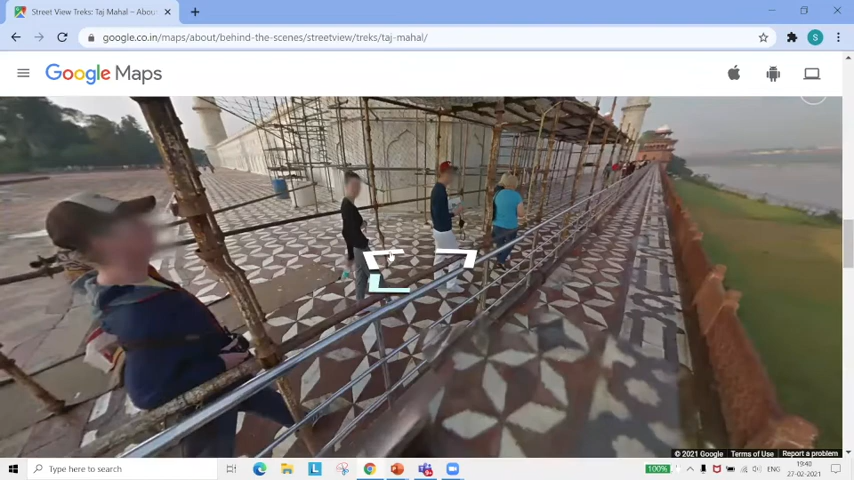 Street View Treks: Taj Mahal – Abou
google.co.in/maps/about/behind-the-scenes/streetview/treks/taj-mahal/
S
Google Maps
© 2021 Google Terms of Use Report a problem
Type here to search
100%
ENG
19:40
27-02-2021